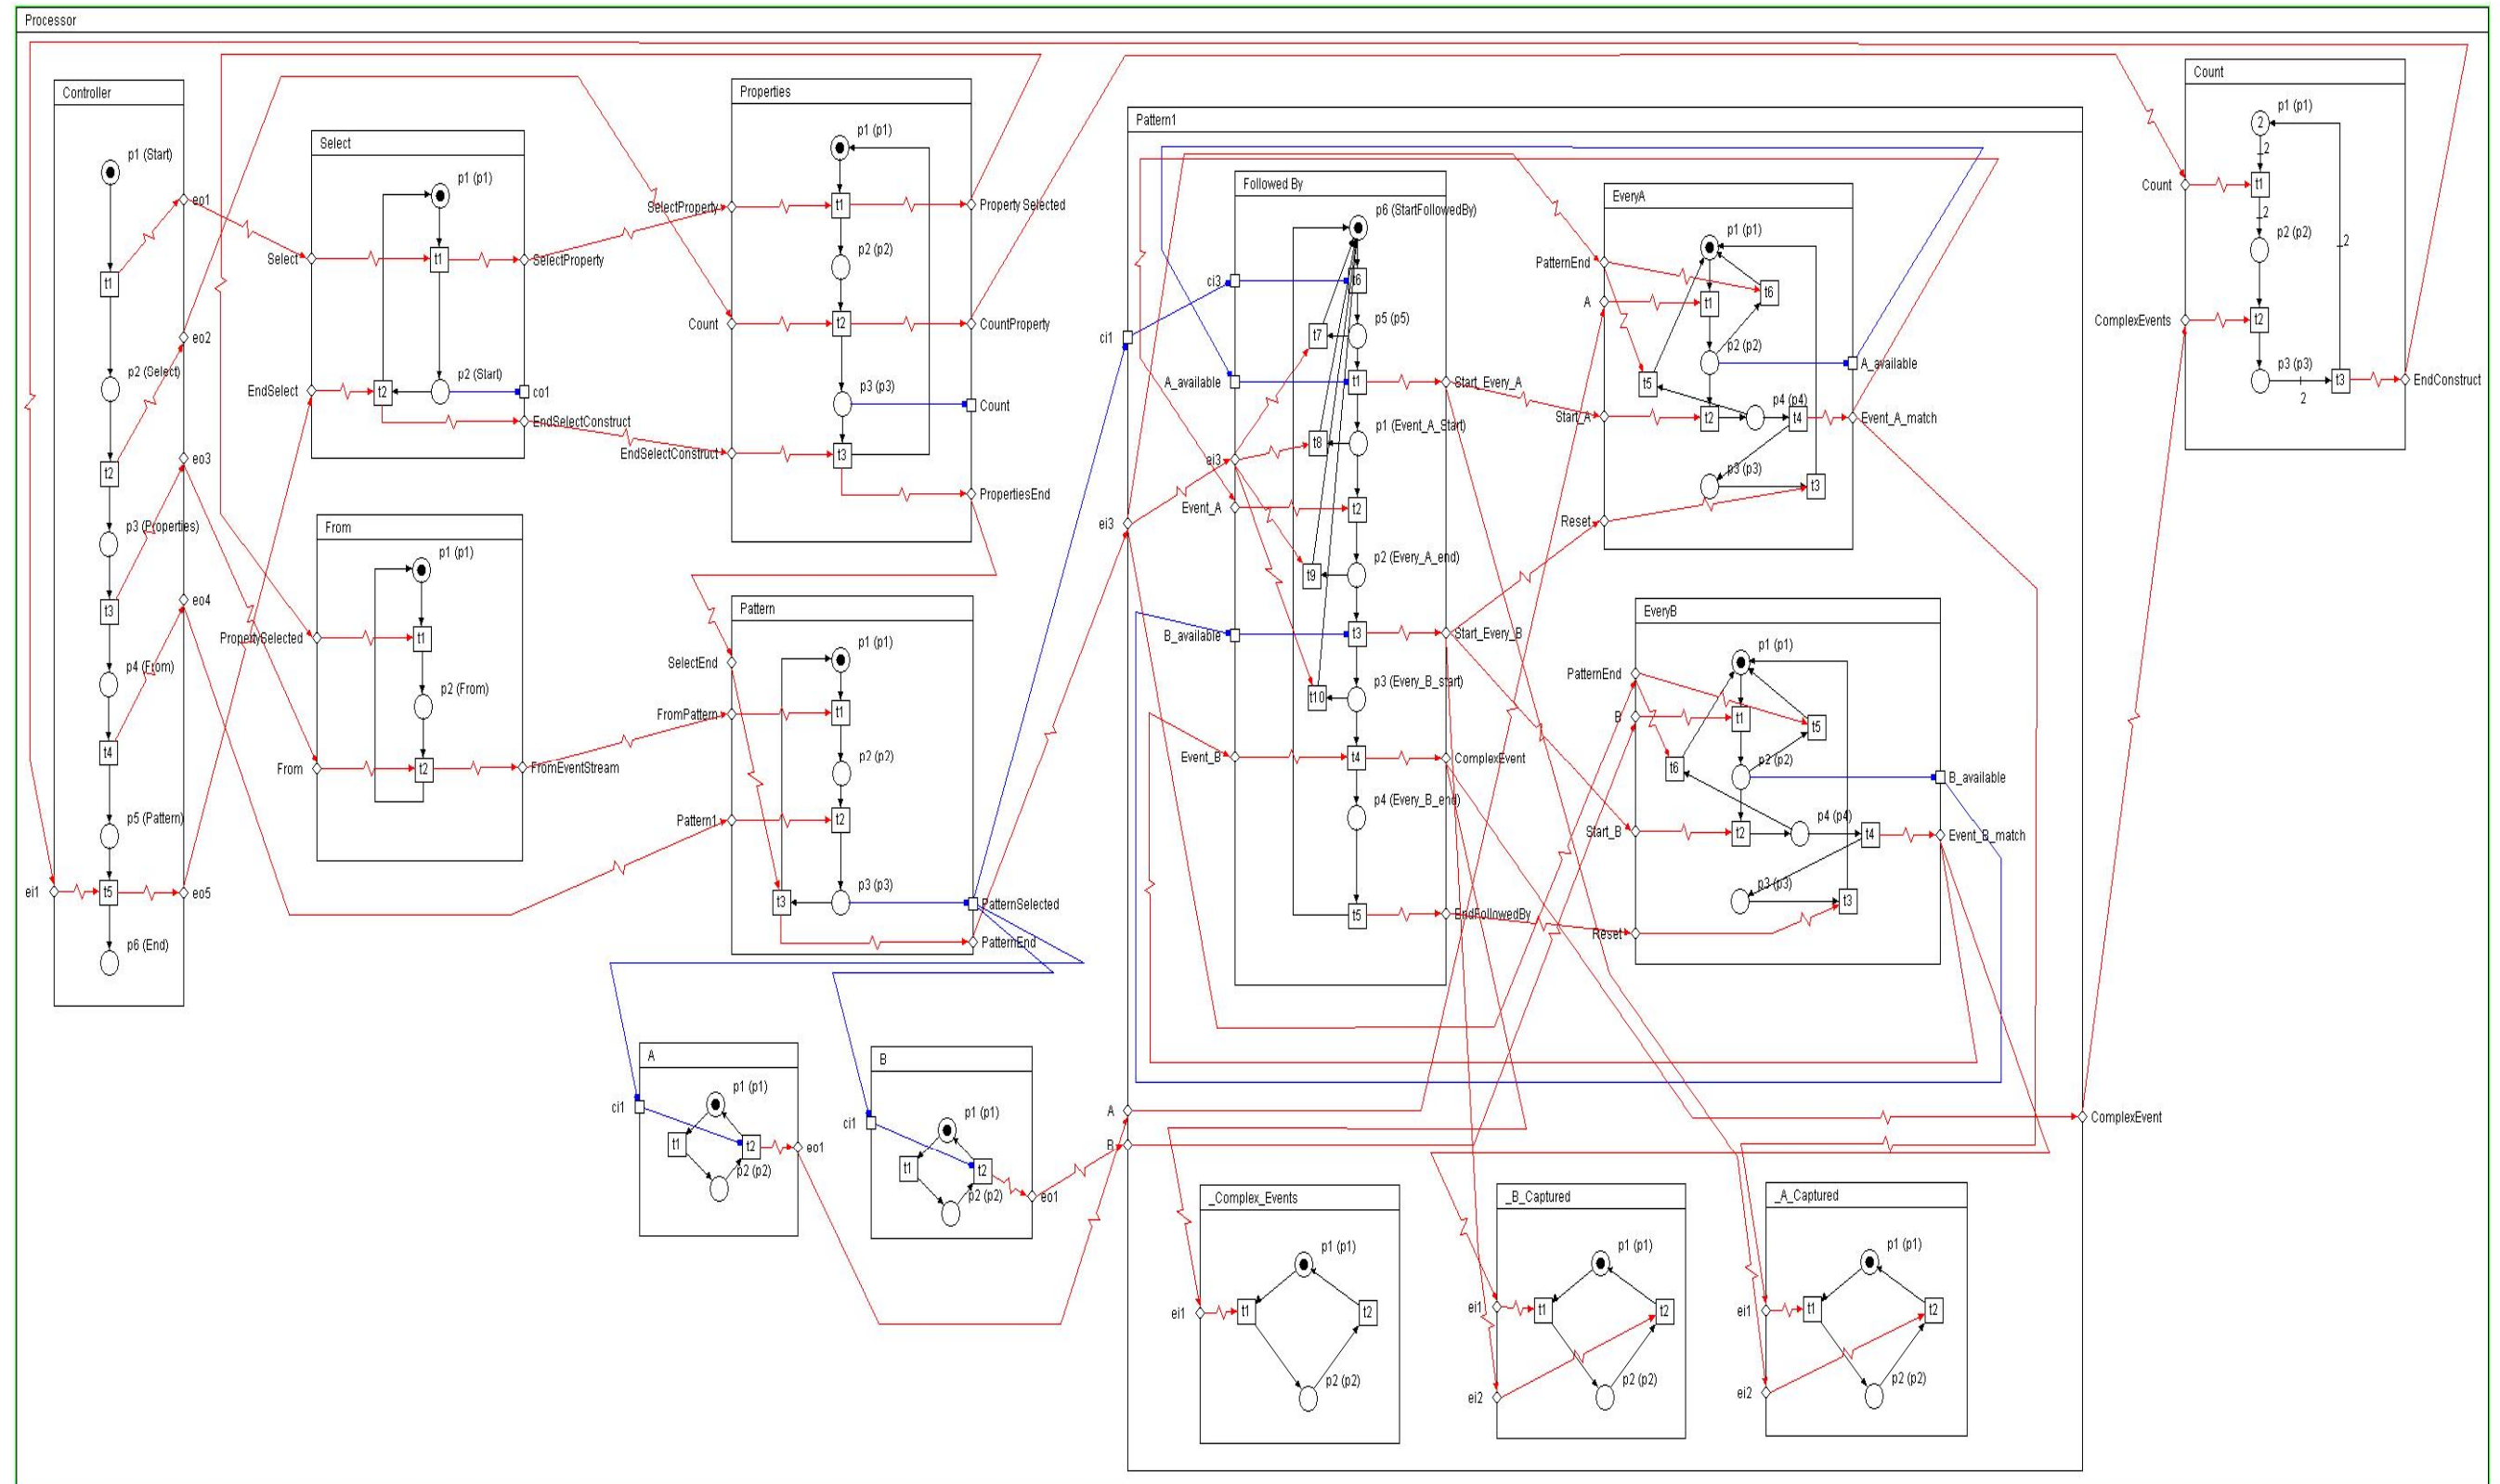 Processor
Controller
p1 (Start)
t1
eo1
p2 (Select)
eo2
t2
eo3
p3 (Properties)
t3
eo4
p4 (From)
t4
p5 (Pattern)
ei1
t5
eo5
p6 (End)
Select
p1 (p1)
Select
t1
SelectProperty
p2 (Start)
EndSelect
t2
co1
EndSelectConstruct
From
p1 (p1)
PropertySelected
t1
p2 (From)
From
t2
FromEventStream
Properties
p1 (p1)
SelectProperty
t1
Property Selected
p2 (p2)
Count
t2
CountProperty
p3 (p3)
Count
EndSelectConstruct
t3
PropertiesEnd
Pattern
p1 (p1)
SelectEnd
FromPattern
t1
p2 (p2)
Pattern1
t2
p3 (p3)
t3
PatternSelected
PatternEnd
A
p1 (p1)
ci1
t1
t2
eo1
p2 (p2)
B
p1 (p1)
ci1
t1
t2
eo1
p2 (p2)
Pattern1
ci1
ei3
A
B
ComplexEvent
Followed By
p6 (StartFollowedBy)
ci3
t6
p5 (p5)
t7
A_available
t1
Start_Every_A
p1 (Event_A_Start)
t8
ei3
Event_A
t2
p2 (Every_A_end)
t9
B_available
t3
Start_Every_B
p3 (Every_B_start)
t10
Event_B
t4
ComplexEvent
p4 (Every_B_end)
t5
EndFollowedBy
EveryA
p1 (p1)
PatternEnd
t6
A
t1
p2 (p2)
A_available
t5
p4 (p4)
Start_A
t2
t4
Event_A_match
p3 (p3)
t3
Reset
EveryB
p1 (p1)
PatternEnd
B
t1
t5
p2 (p2)
t6
B_available
p4 (p4)
Start_B
t2
t4
Event_B_match
p3 (p3)
t3
Reset
_Complex_Events
p1 (p1)
ei1
t1
t2
p2 (p2)
_B_Captured
p1 (p1)
ei1
t1
t2
p2 (p2)
ei2
_A_Captured
p1 (p1)
ei1
t1
t2
p2 (p2)
ei2
Count
p1 (p1)
2
2
Count
t1
2
p2 (p2)
2
ComplexEvents
t2
p3 (p3)
t3
EndConstruct
2